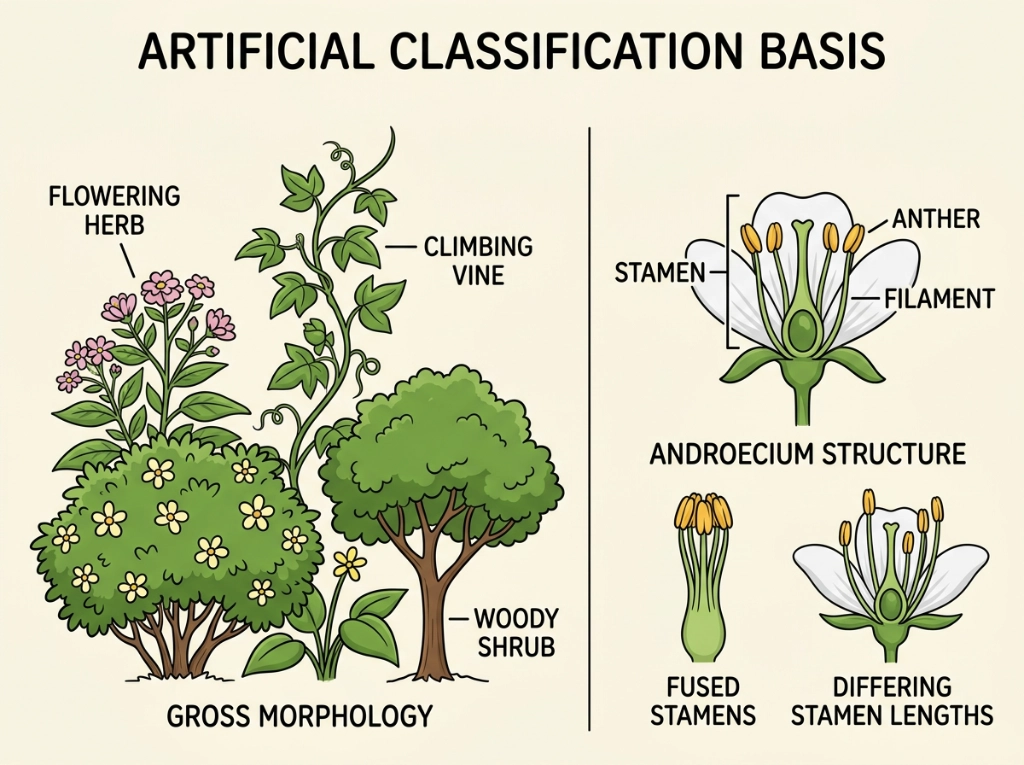 ARTIFICIAL CLASSIFICATION BASIS
FLOWERING
HERB
CLIMBING
VINE
WOODY
SHRUB
GROSS MORPHOLOGY
STAMEN
ANTHER
FILAMENT
ANDROECIUM STRUCTURE
FUSED
STAMENS
DIFFERING
STAMEN LENGTHS